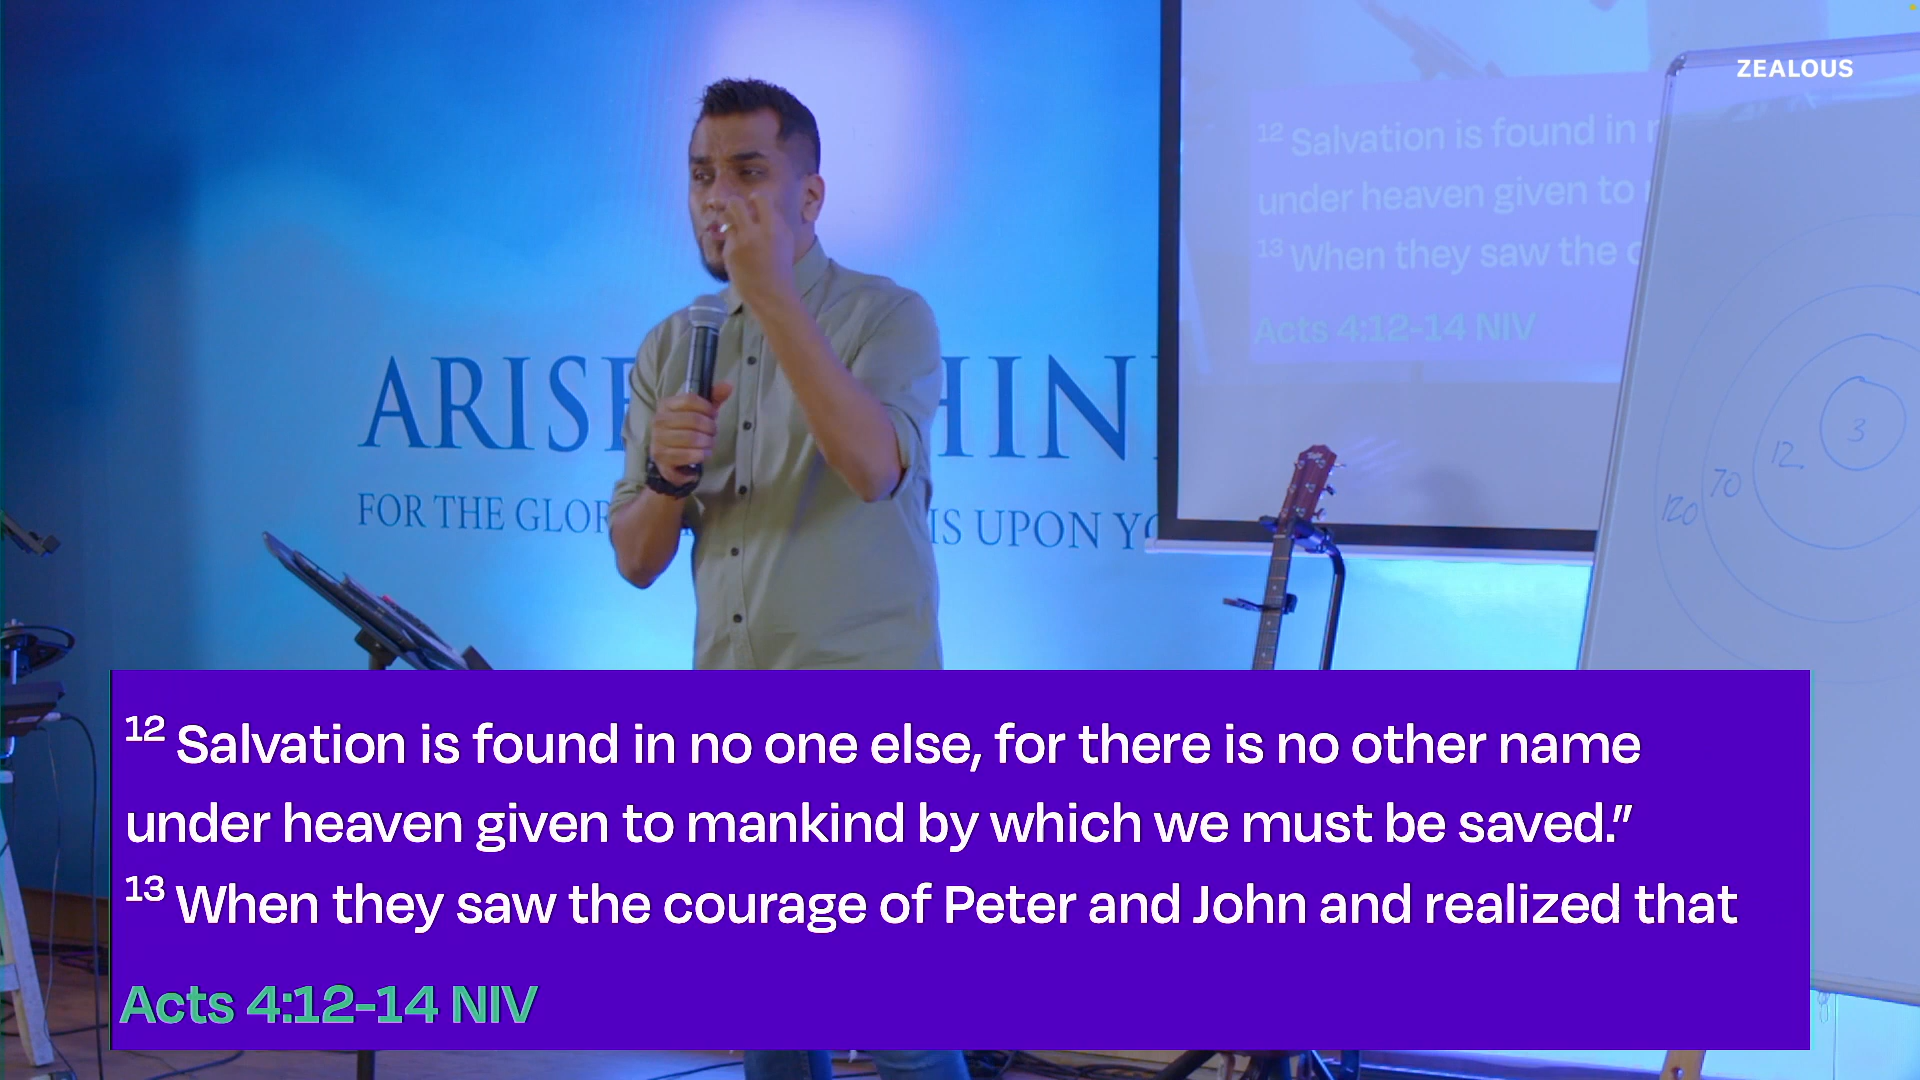 ZEALOUS
12 Salvation is found in
under heaven given to
13 When they saw the
Acts 4:12-14 NIV
3
12
70
120
ARISE
FOR THE
IS UPON
12 Salvation is found in no one else, for there is no other name
under heaven given to mankind by which we must be saved.”
13 When they saw the courage of Peter and John and realized that
Acts 4:12-14 NIV